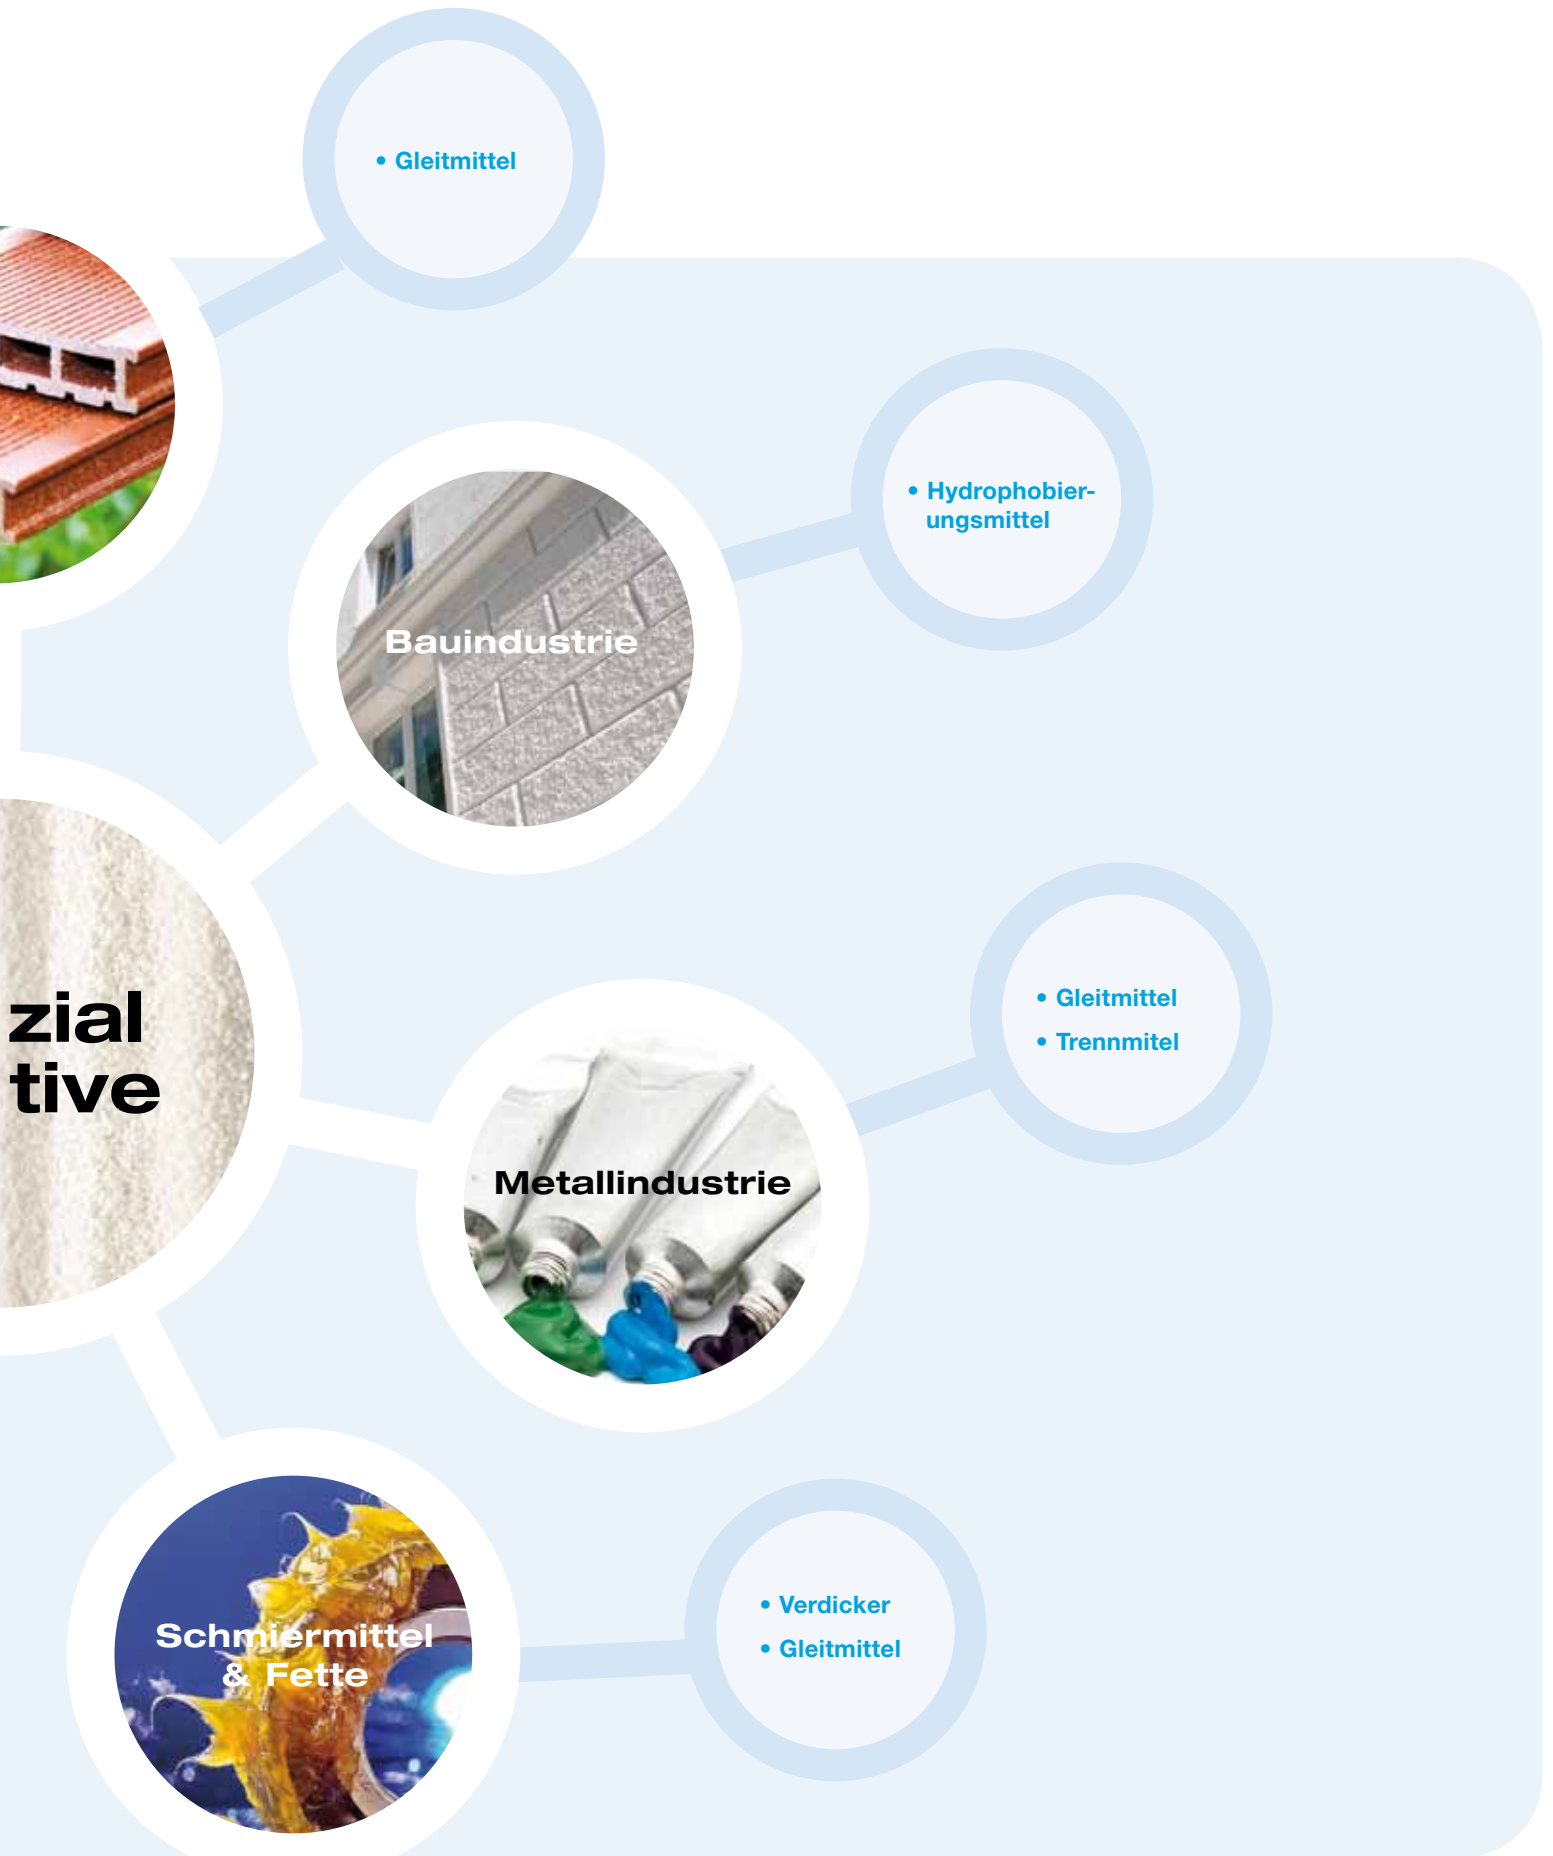 • Gleitmittel
• Hydrophobier-
ungsmittel
Bauindustrie
zial
tive
• Gleitmittel
• Trennmitel
Metallindustrie
• Verdicker
• Gleitmittel
Schmiermittel
& Fette